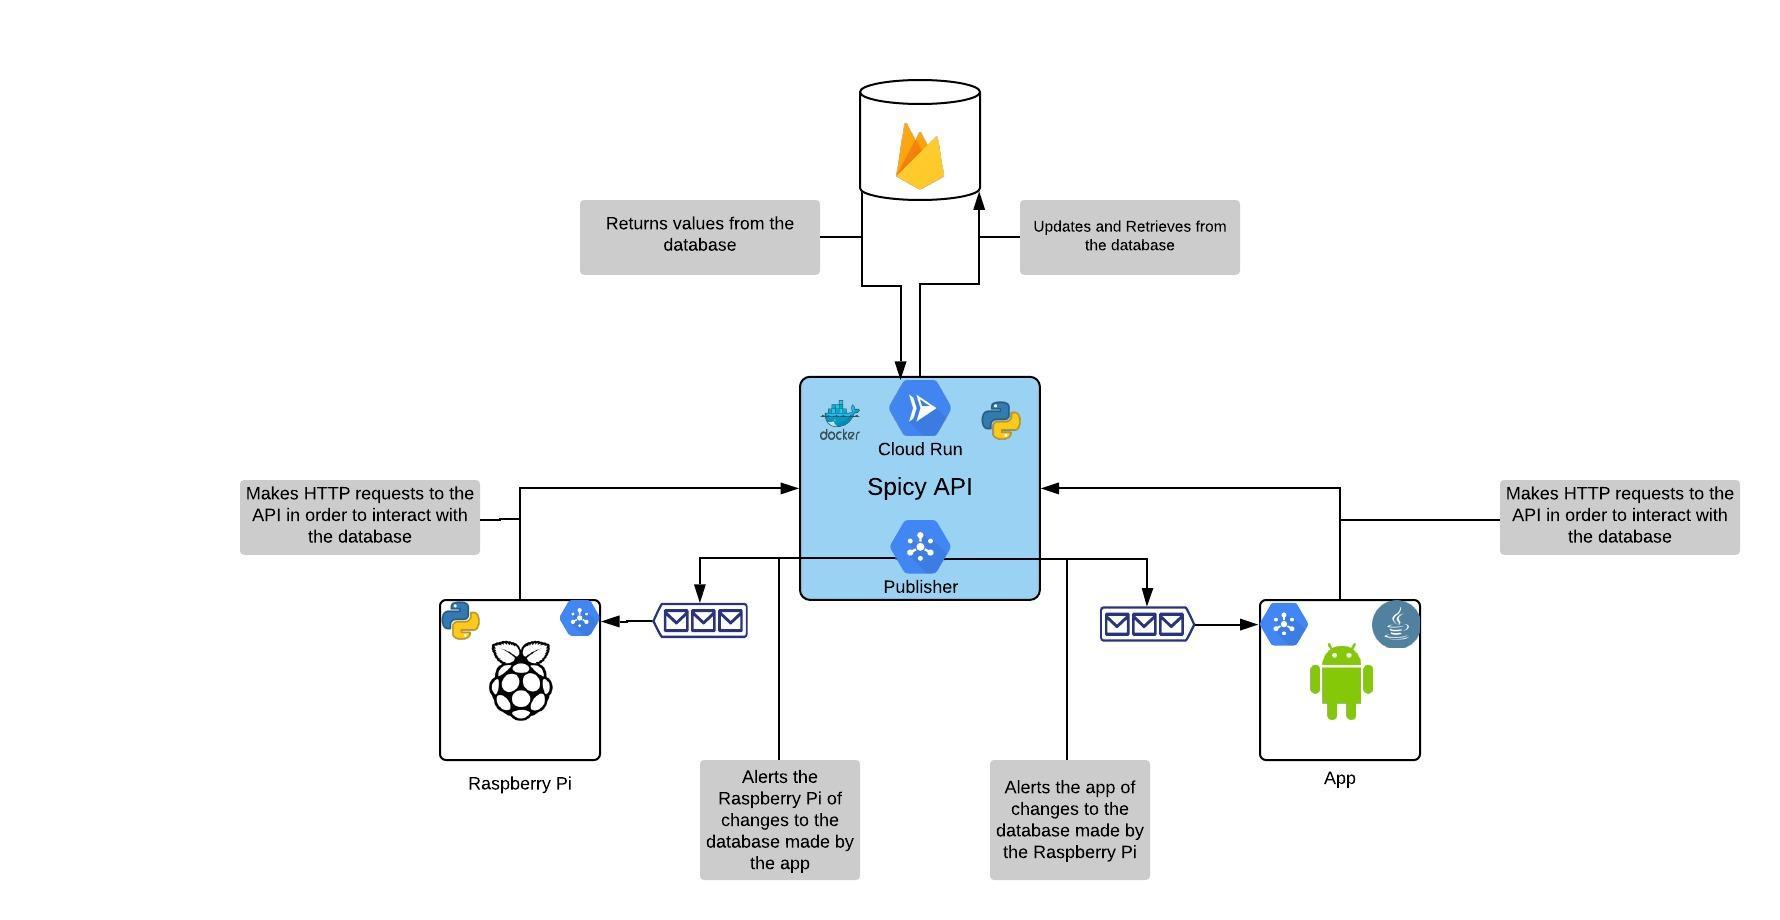 Returns values from the
database
Updates and Retrieves from
the database
docker
Cloud Run
Spicy API
Makes HTTP requests to the
API in order to interact with
the database
Makes HTTP requests to the
API in order to interact with
the database
Publisher
Raspberry Pi
App
Alerts the
Raspberry Pi of
changes to the
database made by
the app
Alerts the app of
changes to the
database made by
the Raspberry Pi